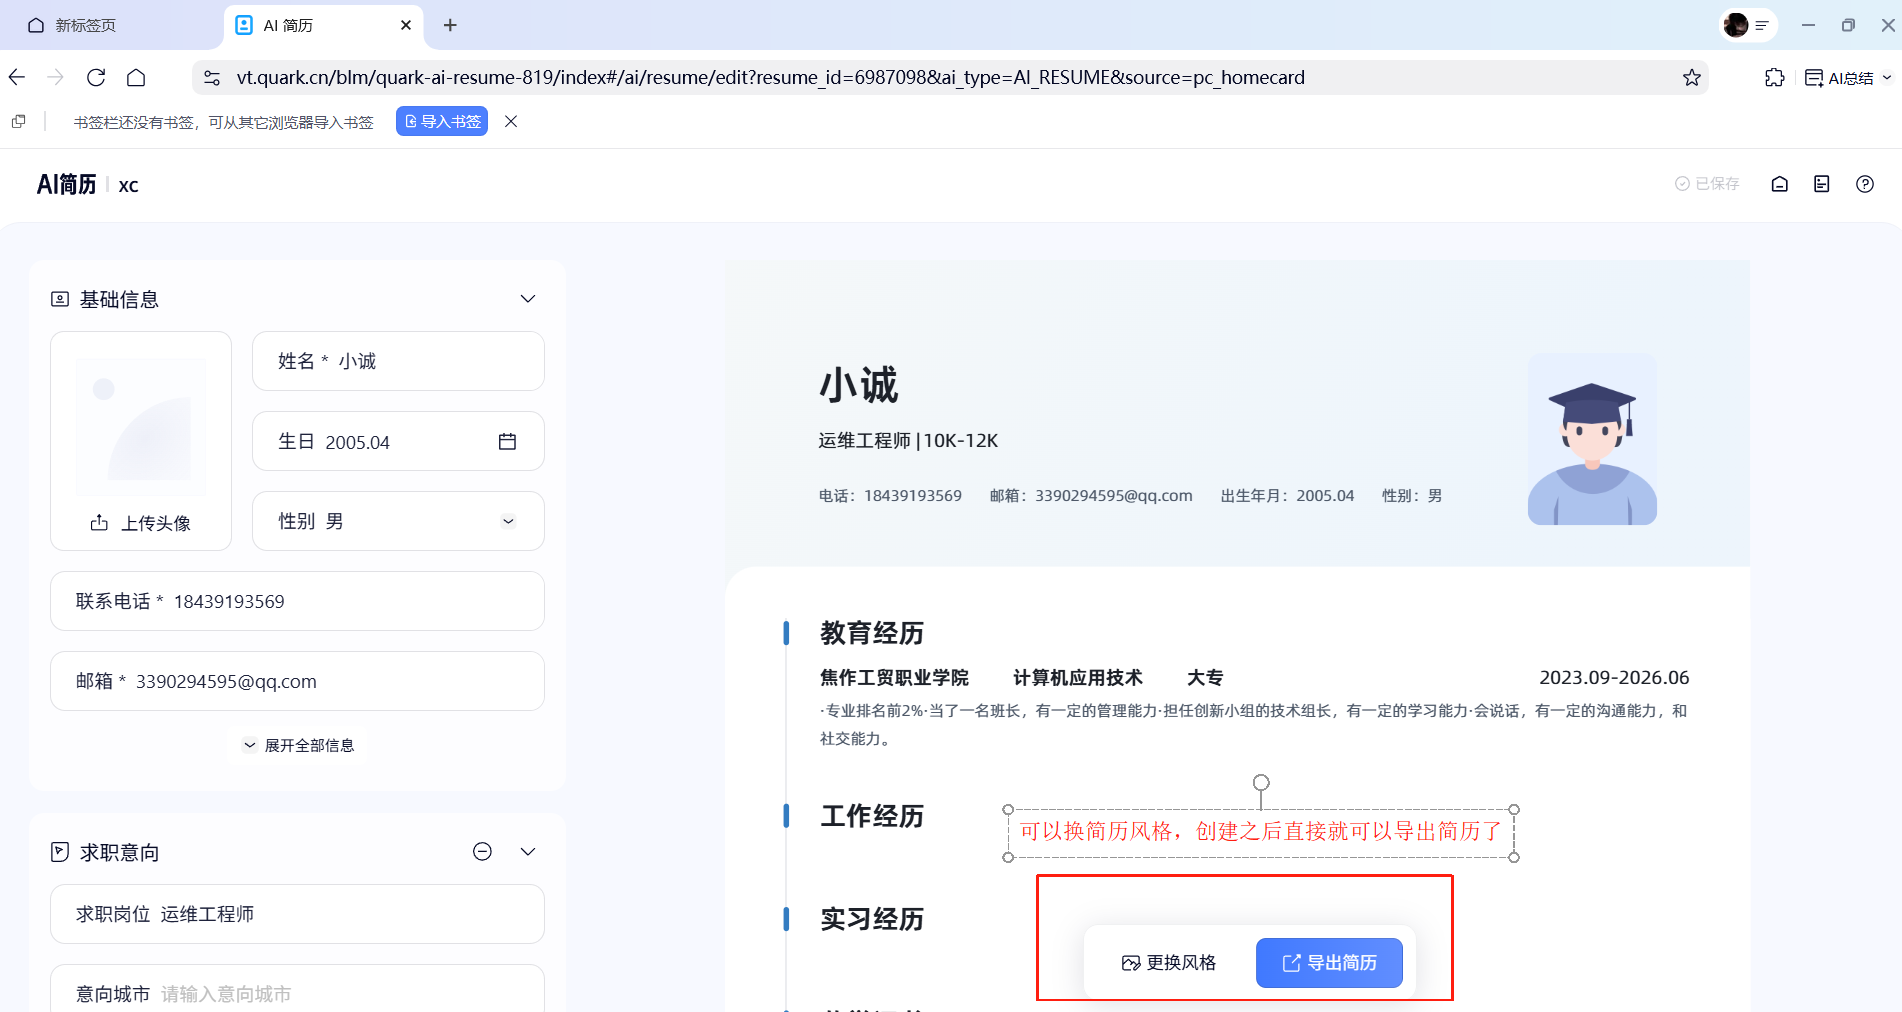 新标签页
AI 简历
vt.quark.cn/blm/quark-ai-resume-819/index#/ai/resume/edit?resume_id=6987098&ai_type=AI_RESUME&source=pc_homecard
AI总结
书签栏还没有书签，可从其它浏览器导入书签
导入书签
AI简历
xc
已保存
基础信息
姓名 * 小诚
生日 2005.04
性别 男
上传头像
联系电话 * 18439193569
邮箱 * 3390294595@qq.com
展开全部信息
求职意向
求职岗位 运维工程师
意向城市 请输入意向城市
小诚
运维工程师 | 10K-12K
电话：18439193569 邮箱：3390294595@qq.com 出生年月：2005.04 性别：男
教育经历
焦作工贸职业学院 计算机应用技术 大专 2023.09-2026.06
·专业排名前2%·当了一名班长，有一定的管理能力·担任创新小组的技术组长，有一定的学习能力·会说话，有一定的沟通能力，和
社交能力。
工作经历
可以换简历风格，创建之后直接就可以导出简历了
实习经历
更换风格
导出简历